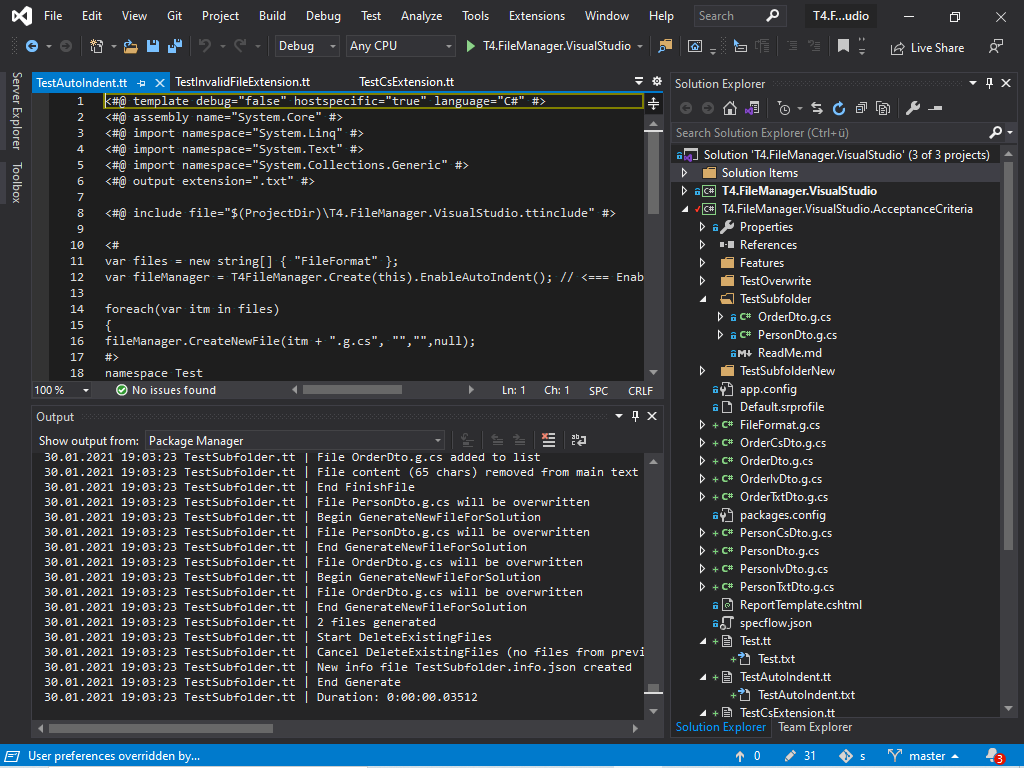 File Edit View Git Project Build Debug Test Analyze Tools Extensions Window Help Search T4.F...udio
Debug Any CPU T4.FileManager.VisualStudio Live Share
Server Explorer
Toolbox
TestAutoIndent.tt TestInvalidFileExtension.tt TestCsExtension.tt
1 <#@ template debug="false" hostspecific="true" language="C#" #>
2 <#@ assembly name="System.Core" #>
3 <#@ import namespace="System.Linq" #>
4 <#@ import namespace="System.Text" #>
5 <#@ import namespace="System.Collections.Generic" #>
6 <#@ output extension=".txt" #>
7
8 <#@ include file="$(ProjectDir)\T4.FileManager.VisualStudio.ttinclude" #>
9
10 <#
11 var files = new string[] { "FileFormat" };
12 var fileManager = T4FileManager.Create(this).EnableAutoIndent(); // <=== Enab
13
14 foreach(var itm in files)
15 {
16 fileManager.CreateNewFile(itm + ".g.cs", "","",null);
17 #>
18 namespace Test
100 % No issues found Ln: 1 Ch: 1 SPC CRLF
Output
Show output from: Package Manager
30.01.2021 19:03:23 TestSubfolder.tt | File OrderDto.g.cs added to list
30.01.2021 19:03:23 TestSubfolder.tt | File content (65 chars) removed from main text
30.01.2021 19:03:23 TestSubfolder.tt | End FinishFile
30.01.2021 19:03:23 TestSubfolder.tt | File PersonDto.g.cs will be overwritten
30.01.2021 19:03:23 TestSubfolder.tt | Begin GenerateNewFileForSolution
30.01.2021 19:03:23 TestSubfolder.tt | File PersonDto.g.cs will be overwritten
30.01.2021 19:03:23 TestSubfolder.tt | End GenerateNewFileForSolution
30.01.2021 19:03:23 TestSubfolder.tt | File OrderDto.g.cs will be overwritten
30.01.2021 19:03:23 TestSubfolder.tt | Begin GenerateNewFileForSolution
30.01.2021 19:03:23 TestSubfolder.tt | File OrderDto.g.cs will be overwritten
30.01.2021 19:03:23 TestSubfolder.tt | End GenerateNewFileForSolution
30.01.2021 19:03:23 TestSubfolder.tt | 2 files generated
30.01.2021 19:03:23 TestSubfolder.tt | Start DeleteExistingFiles
30.01.2021 19:03:23 TestSubfolder.tt | Cancel DeleteExistingFiles (no files from previ
30.01.2021 19:03:23 TestSubfolder.tt | New info file TestSubfolder.info.json created
30.01.2021 19:03:23 TestSubfolder.tt | End Generate
30.01.2021 19:03:23 TestSubfolder.tt | Duration: 0:00:00.03512
Solution Explorer
Search Solution Explorer (Ctrl+ü)
Solution 'T4.FileManager.VisualStudio' (3 of 3 projects)
Solution Items
C# T4.FileManager.VisualStudio
C# T4.FileManager.VisualStudio.AcceptanceCriteria
Properties
References
Features
TestOverwrite
TestSubfolder
C# OrderDto.g.cs
C# PersonDto.g.cs
M ReadMe.md
TestSubfolderNew
app.config
Default.srprofile
C# FileFormat.g.cs
C# OrderCsDto.g.cs
C# OrderDto.g.cs
C# OrderIvDto.g.cs
C# OrderTxtDto.g.cs
packages.config
C# PersonCsDto.g.cs
C# PersonDto.g.cs
C# PersonIvDto.g.cs
C# PersonTxtDto.g.cs
ReportTemplate.cshtml
specflow.json
Test.tt
Test.txt
TestAutoIndent.tt
TestAutoIndent.txt
TestCsExtension.tt
Solution Explorer Team Explorer
User preferences overridden by... 0 31 s master 3